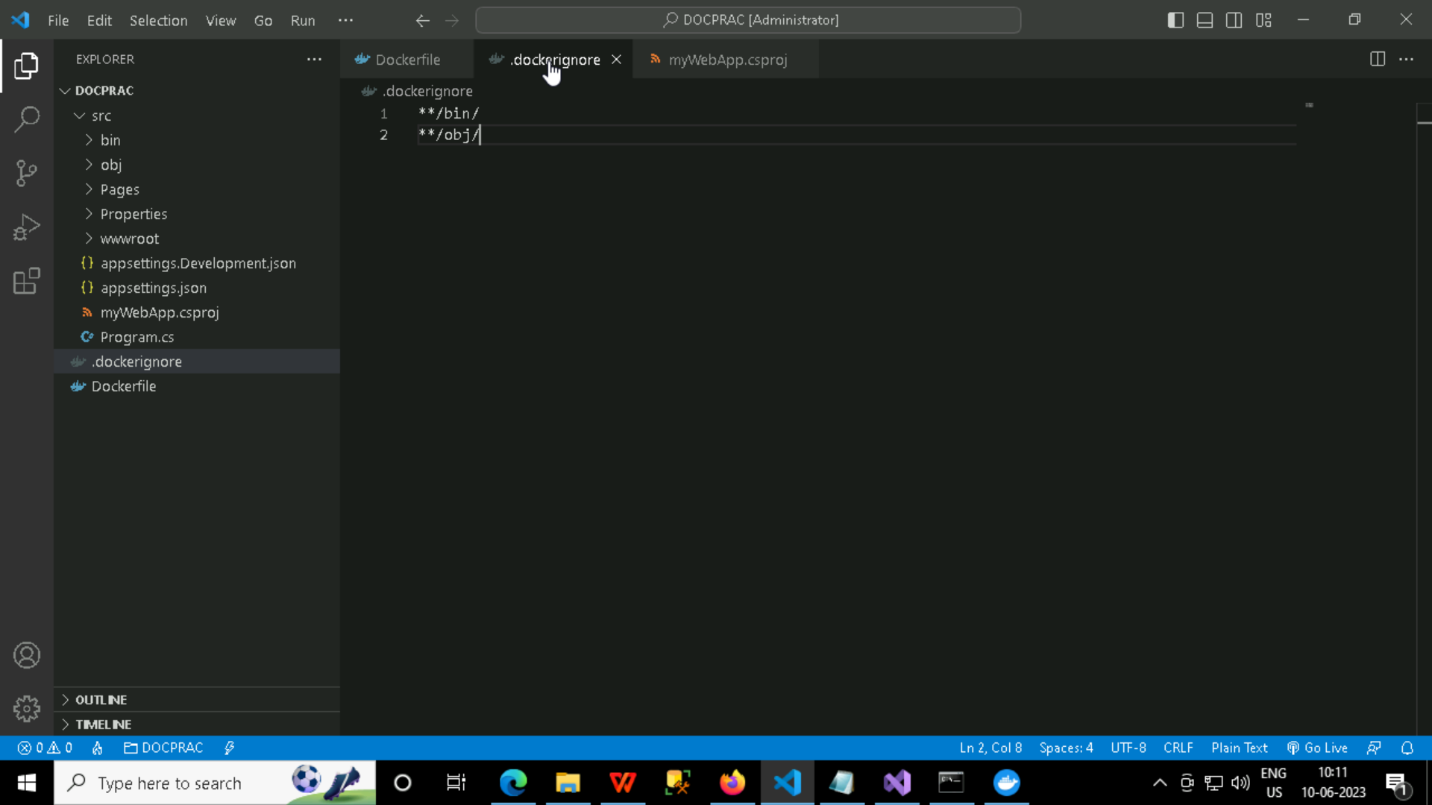 File Edit Selection View Go Run ···
DOCPRAC [Administrator]
EXPLORER
Dockerfile
.dockerignore
myWebApp.csproj
DOCPRAC
src
bin
obj
Pages
Properties
wwwroot
appsettings.Development.json
appsettings.json
myWebApp.csproj
Program.cs
.dockerignore
Dockerfile
.dockerignore
1 **/bin/
2 **/obj/
OUTLINE
TIMELINE
0 0 DOCPRAC Ln 2, Col 8 Spaces: 4 UTF-8 CRLF Plain Text Go Live
Type here to search
ENG
US
10:11
10-06-2023
1